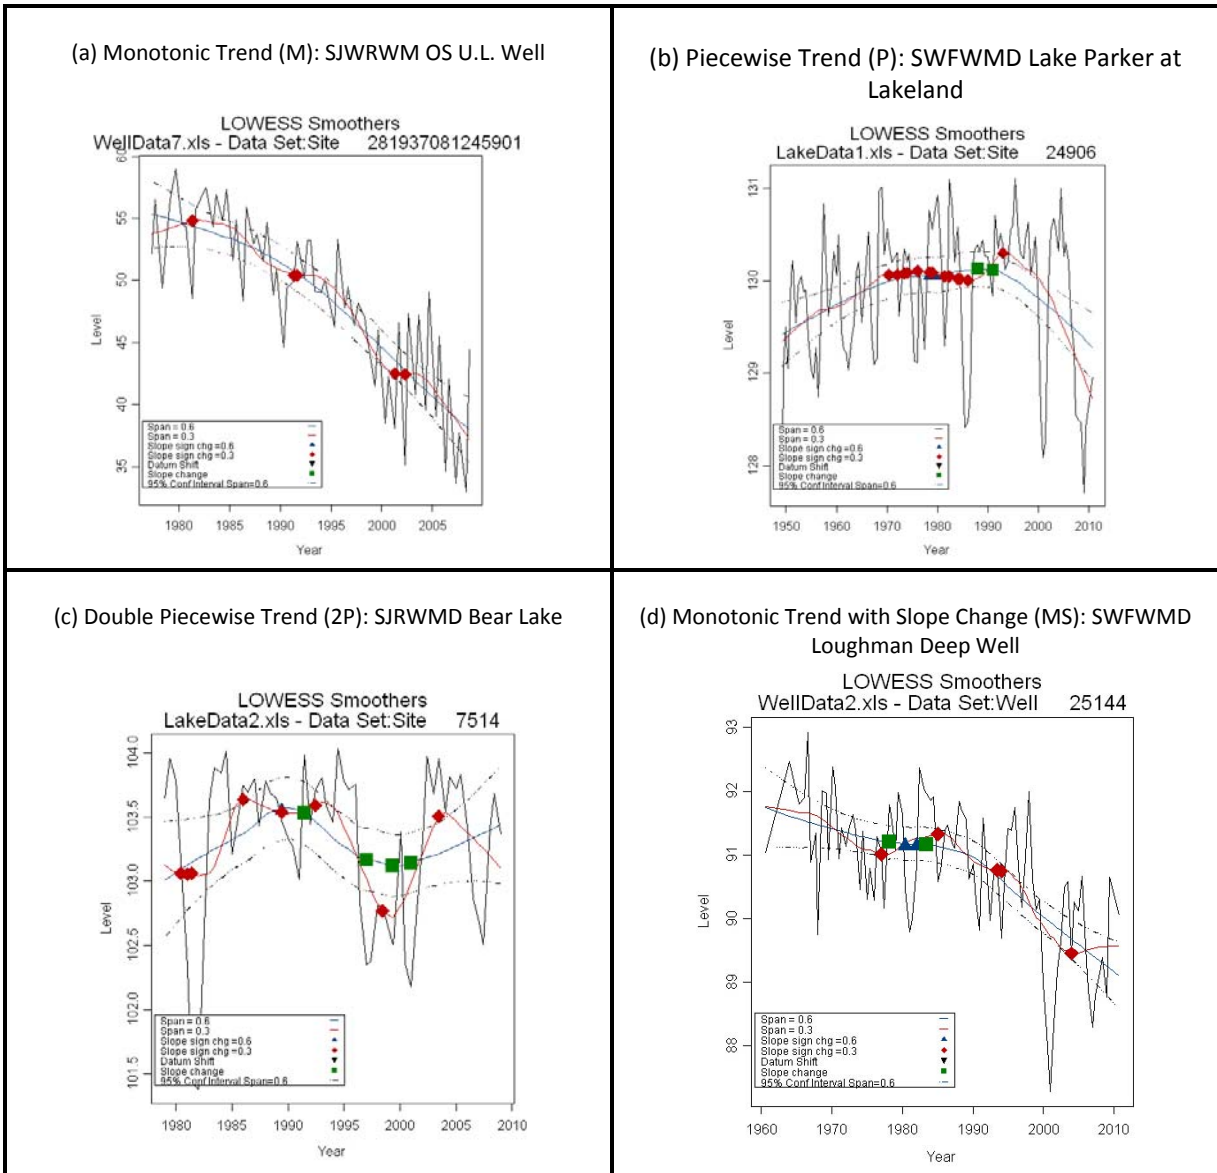 (a) Monotonic Trend (M): SJWRWM OS U.L. Well
LOWESS Smoothers
WellData7.xls - Data Set:Site 281937081245901
60
55
50
45
40
35
Level
Span = 0.6
Span = 0.3
Slope sign chg =0.6
Slope sign chg =0.3
Datum Shift
Slope change
95% Conf Interval Span=0.6
1980 1985 1990 1995 2000 2005
Year
(b) Piecewise Trend (P): SWFWMD Lake Parker at
Lakeland
LOWESS Smoothers
LakeData1.xls - Data Set:Site 24906
131
130
129
128
Level
Span = 0.6
Span = 0.3
Slope sign chg =0.6
Slope sign chg =0.3
Datum Shift
Slope change
95% Conf Interval Span=0.6
1950 1960 1970 1980 1990 2000 2010
Year
(c) Double Piecewise Trend (2P): SJRWMD Bear Lake
LOWESS Smoothers
LakeData2.xls - Data Set:Site 7514
104.0
103.5
103.0
102.5
102.0
101.5
Level
Span = 0.6
Span = 0.3
Slope sign chg =0.6
Slope sign chg =0.3
Datum Shift
Slope change
95% Conf Interval Span=0.6
1980 1985 1990 1995 2000 2005 2010
Year
(d) Monotonic Trend with Slope Change (MS): SWFWMD
Loughman Deep Well
LOWESS Smoothers
WellData2.xls - Data Set:Well 25144
93
92
91
90
89
88
Level
Span = 0.6
Span = 0.3
Slope sign chg =0.6
Slope sign chg =0.3
Datum Shift
Slope change
95% Conf Interval Span=0.6
1960 1970 1980 1990 2000 2010
Year